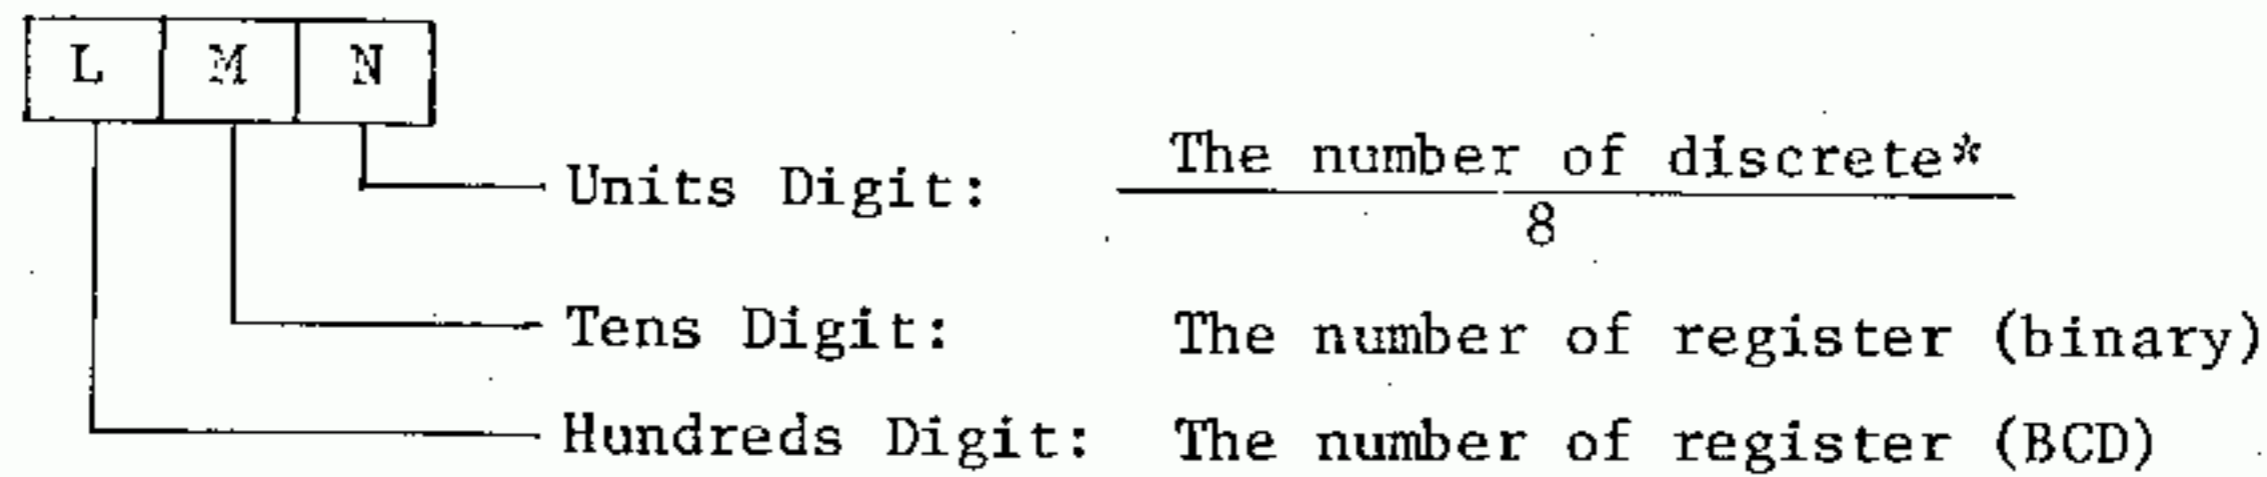 L M N
Units Digit: The number of discrete*
8
Tens Digit: The number of register (binary)
Hundreds Digit: The number of register (BCD)